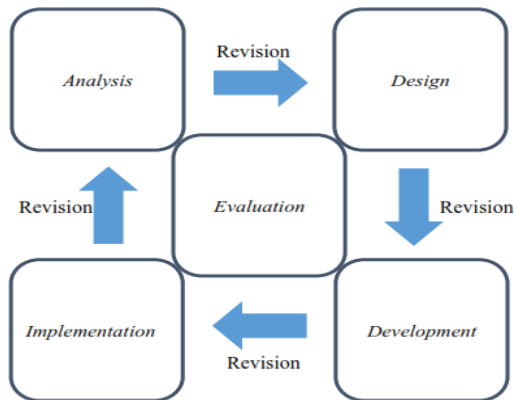 Revision
Analysis
Design
Revision
Evaluation
Revision
Implementation
Development
Revision